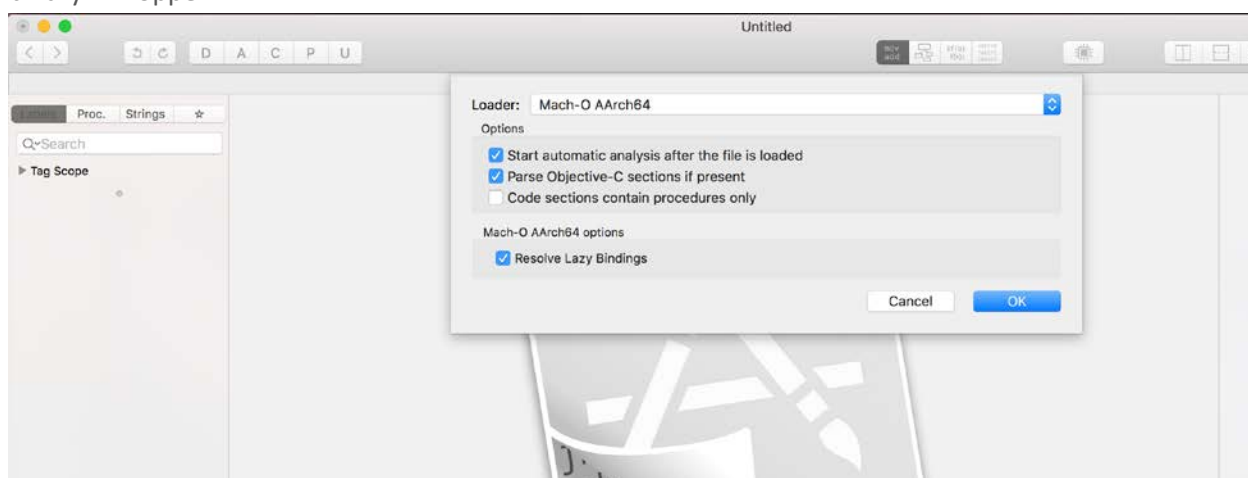 Untitled
D A C P U
Loader: Mach-O AArch64
Options
Proc. Strings
Start automatic analysis after the file is loaded
Search
Parse Objective-C sections if present
Tag Scope
Code sections contain procedures only
Mach-O AArch64 options
Resolve Lazy Bindings
Cancel OK